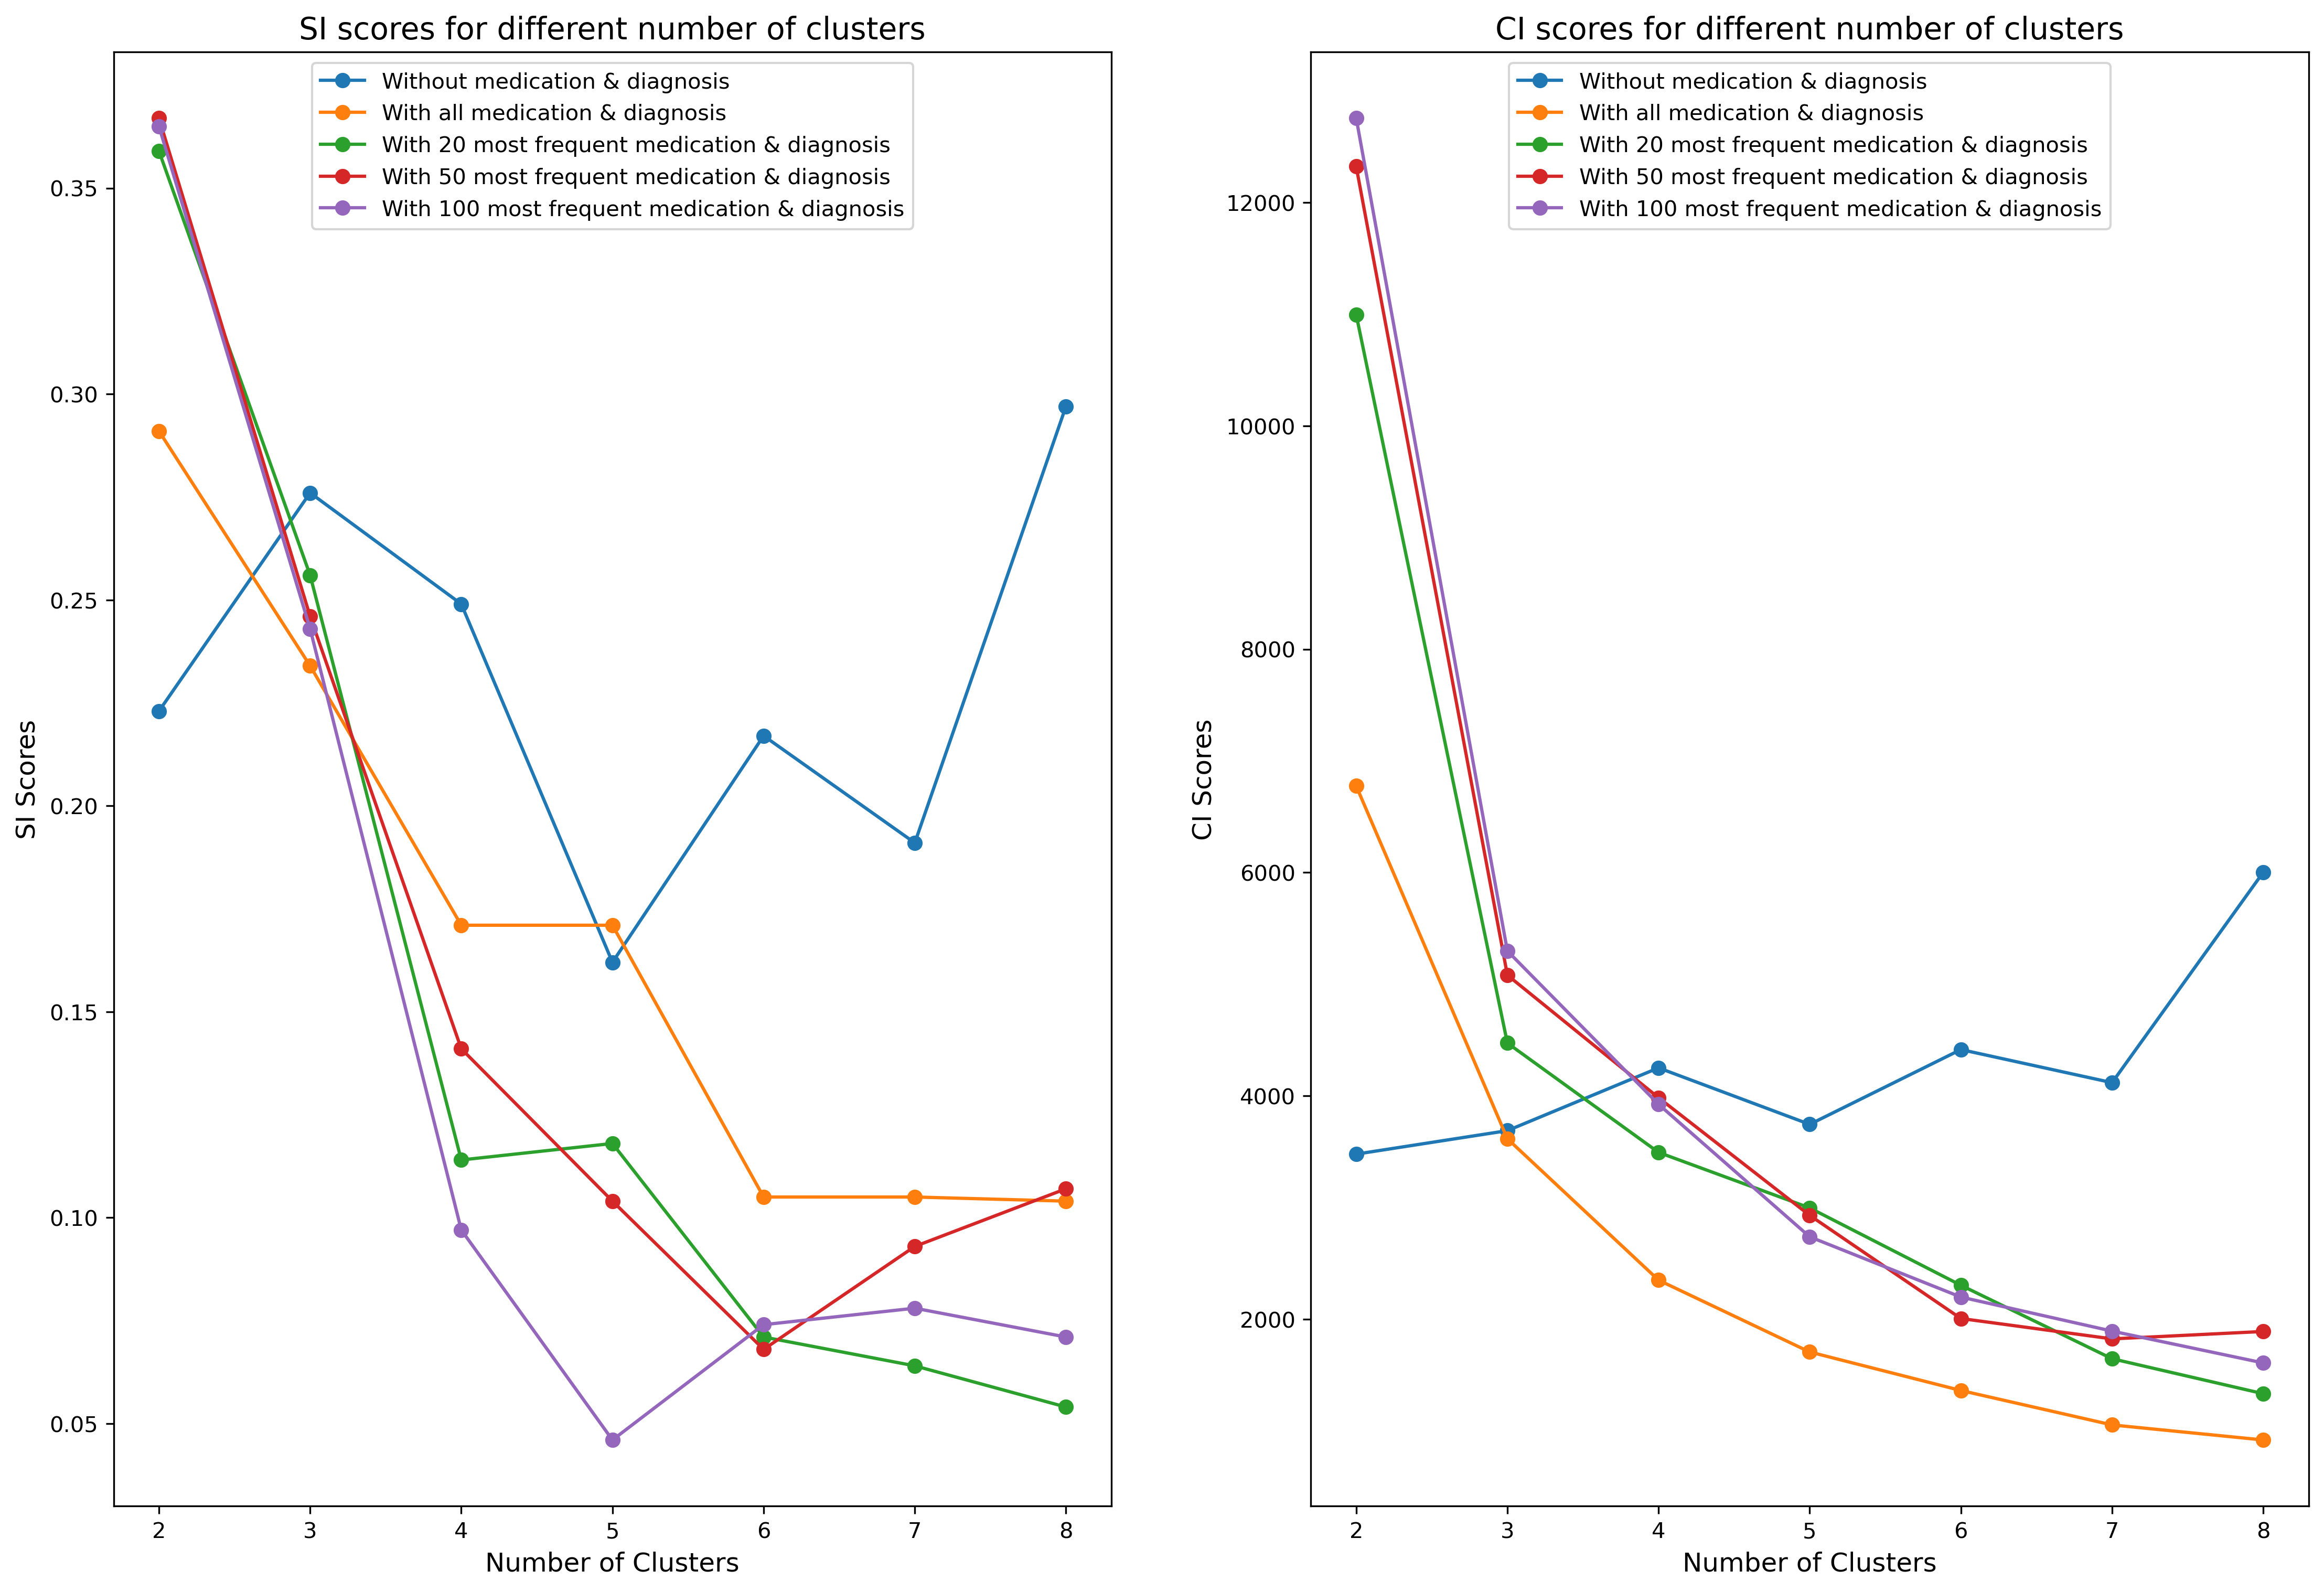 SI scores for different number of clusters
Without medication & diagnosis
With all medication & diagnosis
With 20 most frequent medication & diagnosis
With 50 most frequent medication & diagnosis
With 100 most frequent medication & diagnosis
0.35
0.30
0.25
0.20
0.15
0.10
0.05
SI Scores
2 3 4 5 6 7 8
Number of Clusters
CI scores for different number of clusters
Without medication & diagnosis
With all medication & diagnosis
With 20 most frequent medication & diagnosis
With 50 most frequent medication & diagnosis
With 100 most frequent medication & diagnosis
12000
10000
8000
6000
4000
2000
CI Scores
2 3 4 5 6 7 8
Number of Clusters